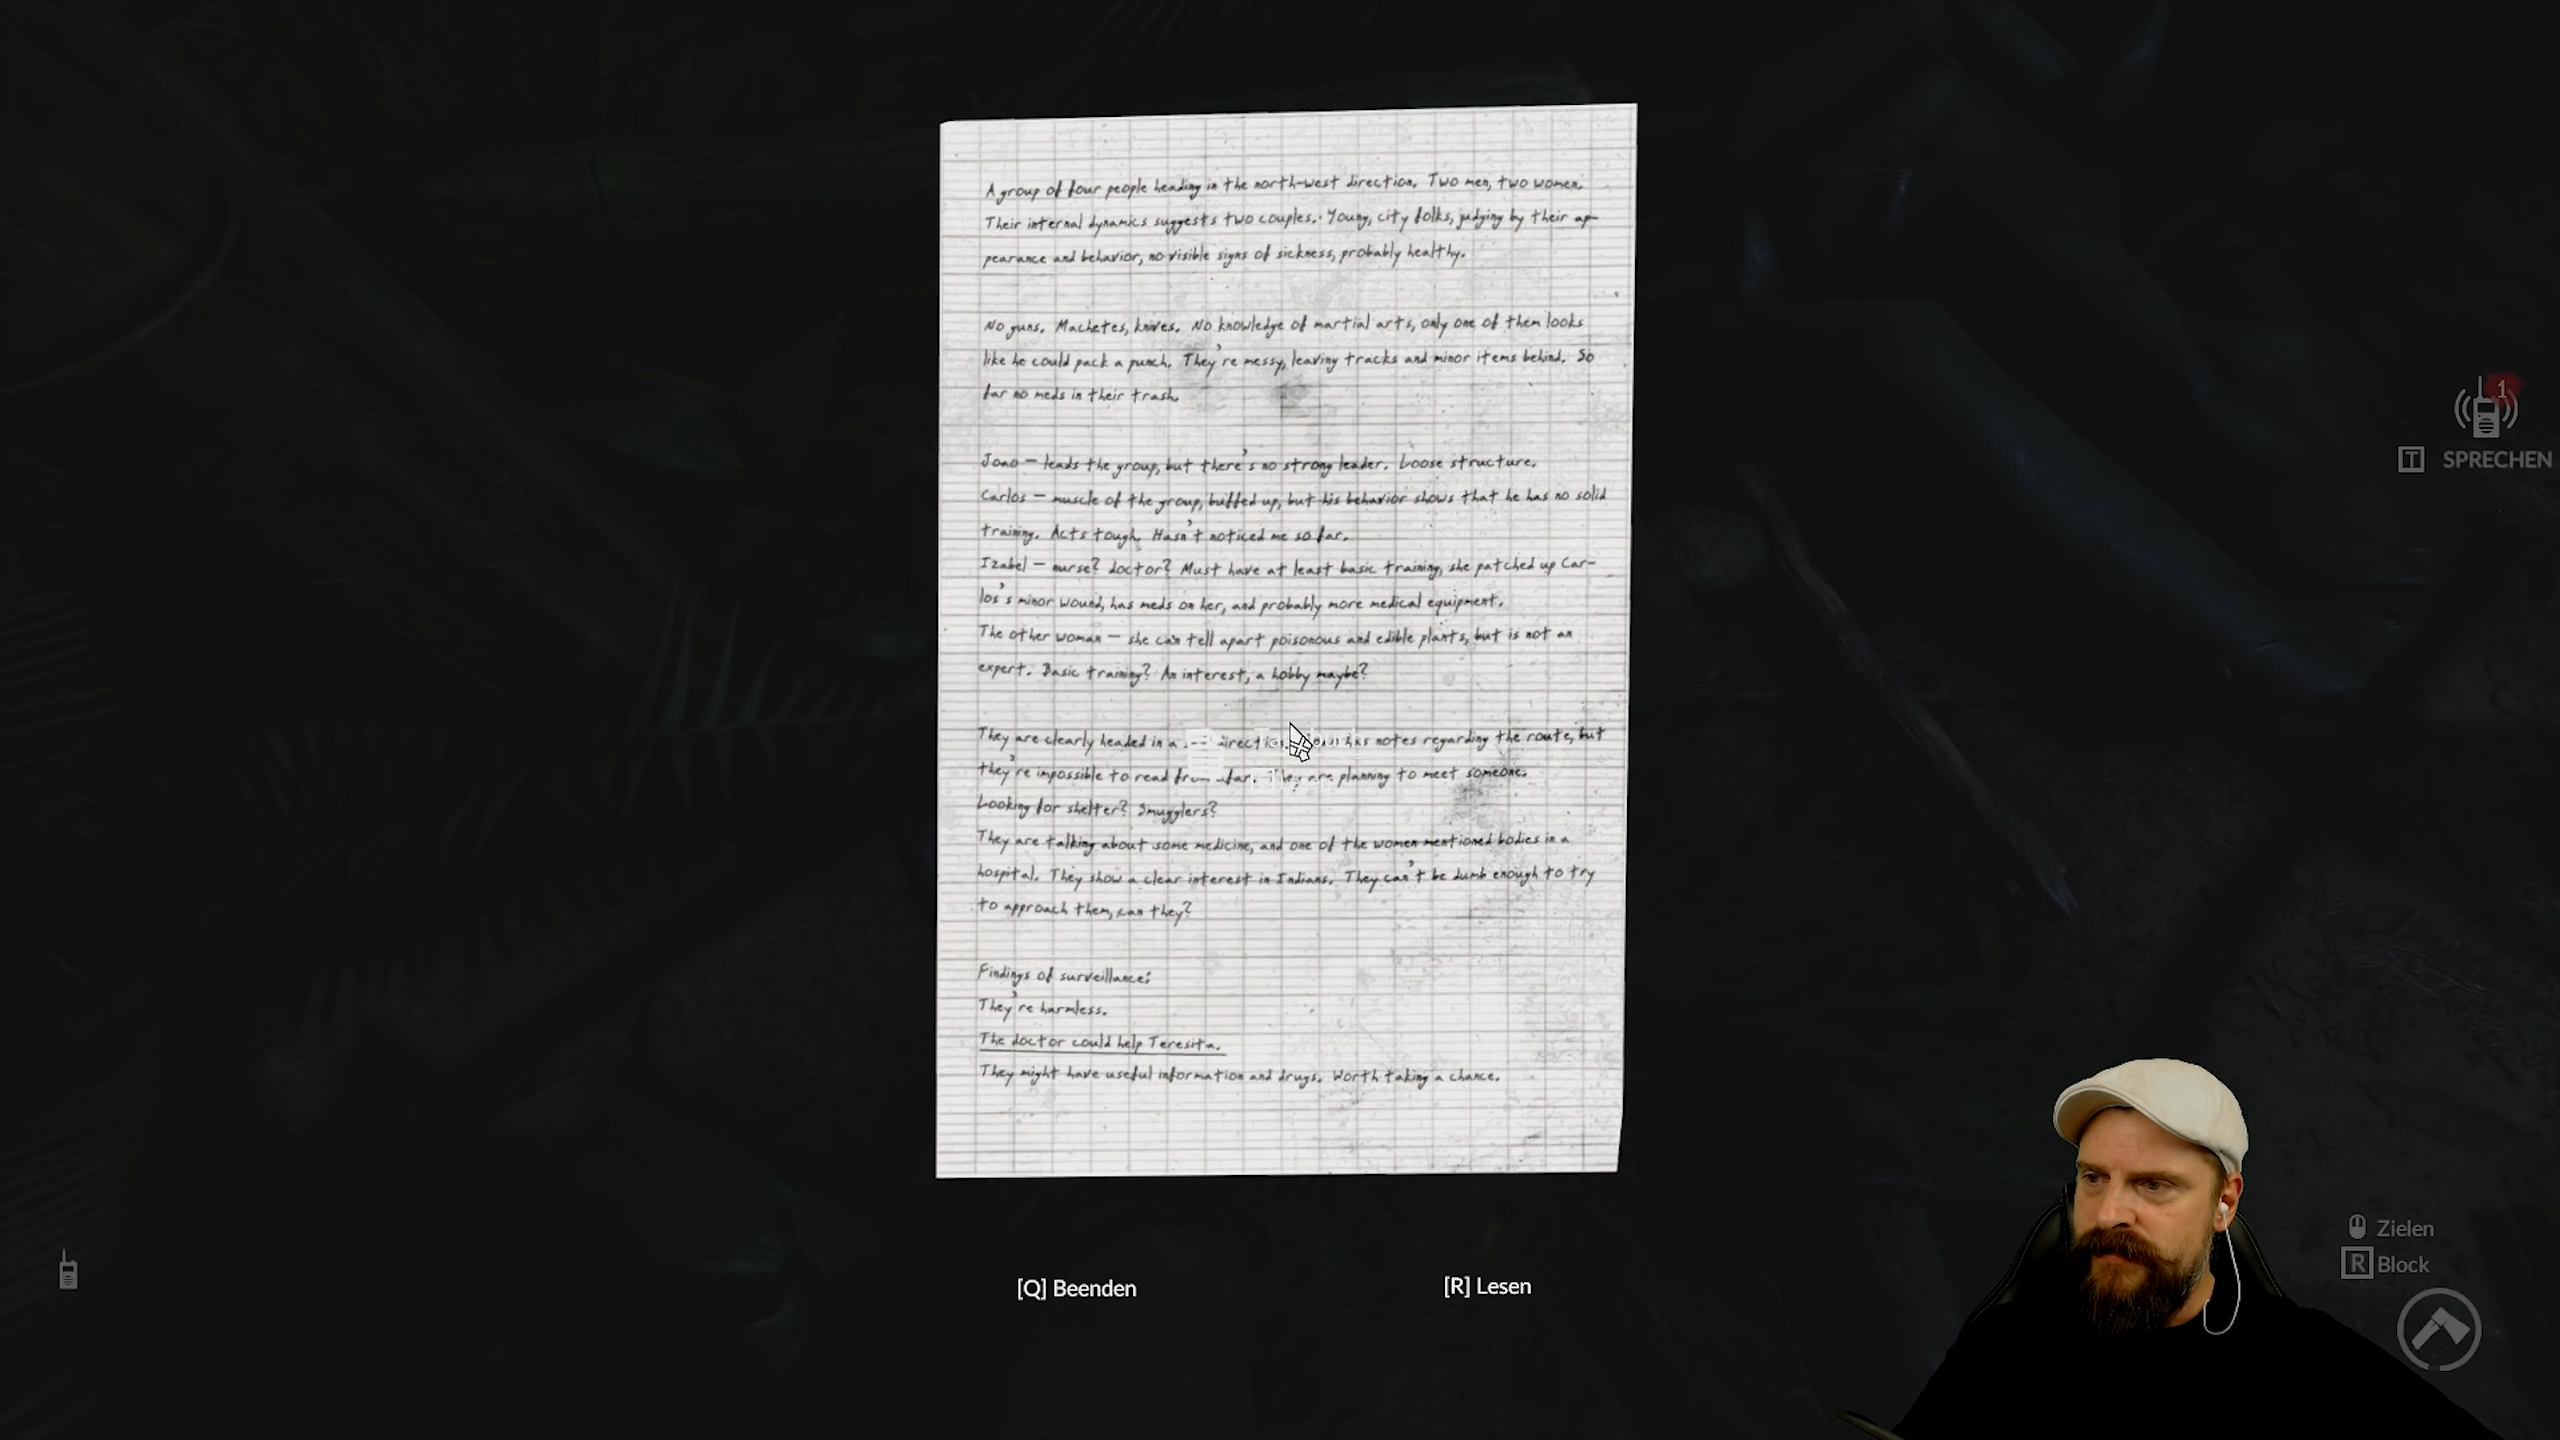 A group of four people heading in the north-west direction. Two men, two women.
Their internal dynamics suggests two couples. Young, city folks, judging by their ap-
pearance and behavior, no visible signs of sickness, probably healthy.
No guns. Machetes, knives. No knowledge of martial arts, only one of them looks
like he could pack a punch. They're messy, leaving tracks and minor items behind. So
far no meds in their trash.
Joao — leads the group, but there's no strong leader. Loose structure.
Carlos — muscle of the group, buffed up, but his behavior shows that he has no solid
training. Acts tough. Hasn't noticed me so far.
Izabel — nurse? doctor? Must have at least basic training, she patched up Car-
los's minor wound, has meds on her, and probably more medical equipment.
The other woman — she can tell apart poisonous and edible plants, but is not an
expert. Basic training? An interest, a hobby maybe?
They are clearly headed in a has notes regarding the route, but
they're impossible to read from afar. They are planning to meet someone.
Looking for shelter? Smugglers?
They are talking about some medicine, and one of the women mentioned bodies in a
hospital. They show a clear interest in Indians. They can't be dumb enough to try
to approach them, can they?
Findings of surveillance:
They're harmless.
The doctor could help Teresita.
They might have useful information and drugs. Worth taking a chance.
1
T SPRECHEN
Zielen
R Block
[Q] Beenden [R] Lesen